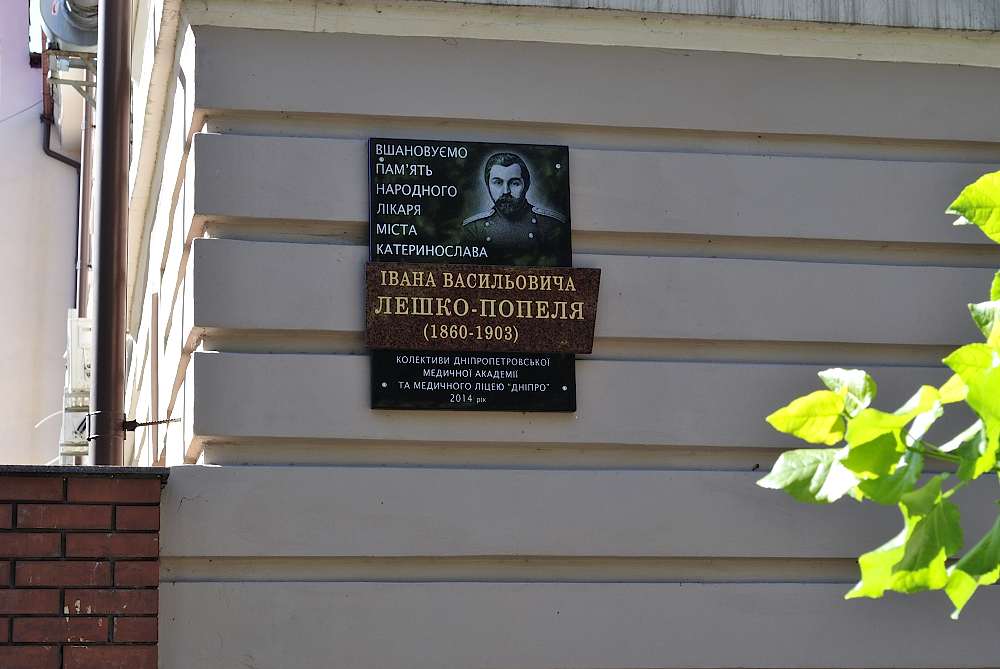 ВШАНОВУЄМО
ПАМ'ЯТЬ
НАРОДНОГО
ЛІКАРЯ
МІСТА
КАТЕРИНОСЛАВА
ІВАНА ВАСИЛЬОВИЧА
ЛЕШКО-ПОПЕЛЯ
(1860-1903)
КОЛЕКТИВИ ДНІПРОПЕТРОВСЬКОЇ
МЕДИЧНОЇ АКАДЕМІЇ
ТА МЕДИЧНОГО ЛІЦЕЮ "ДНІПРО"
2014 рік